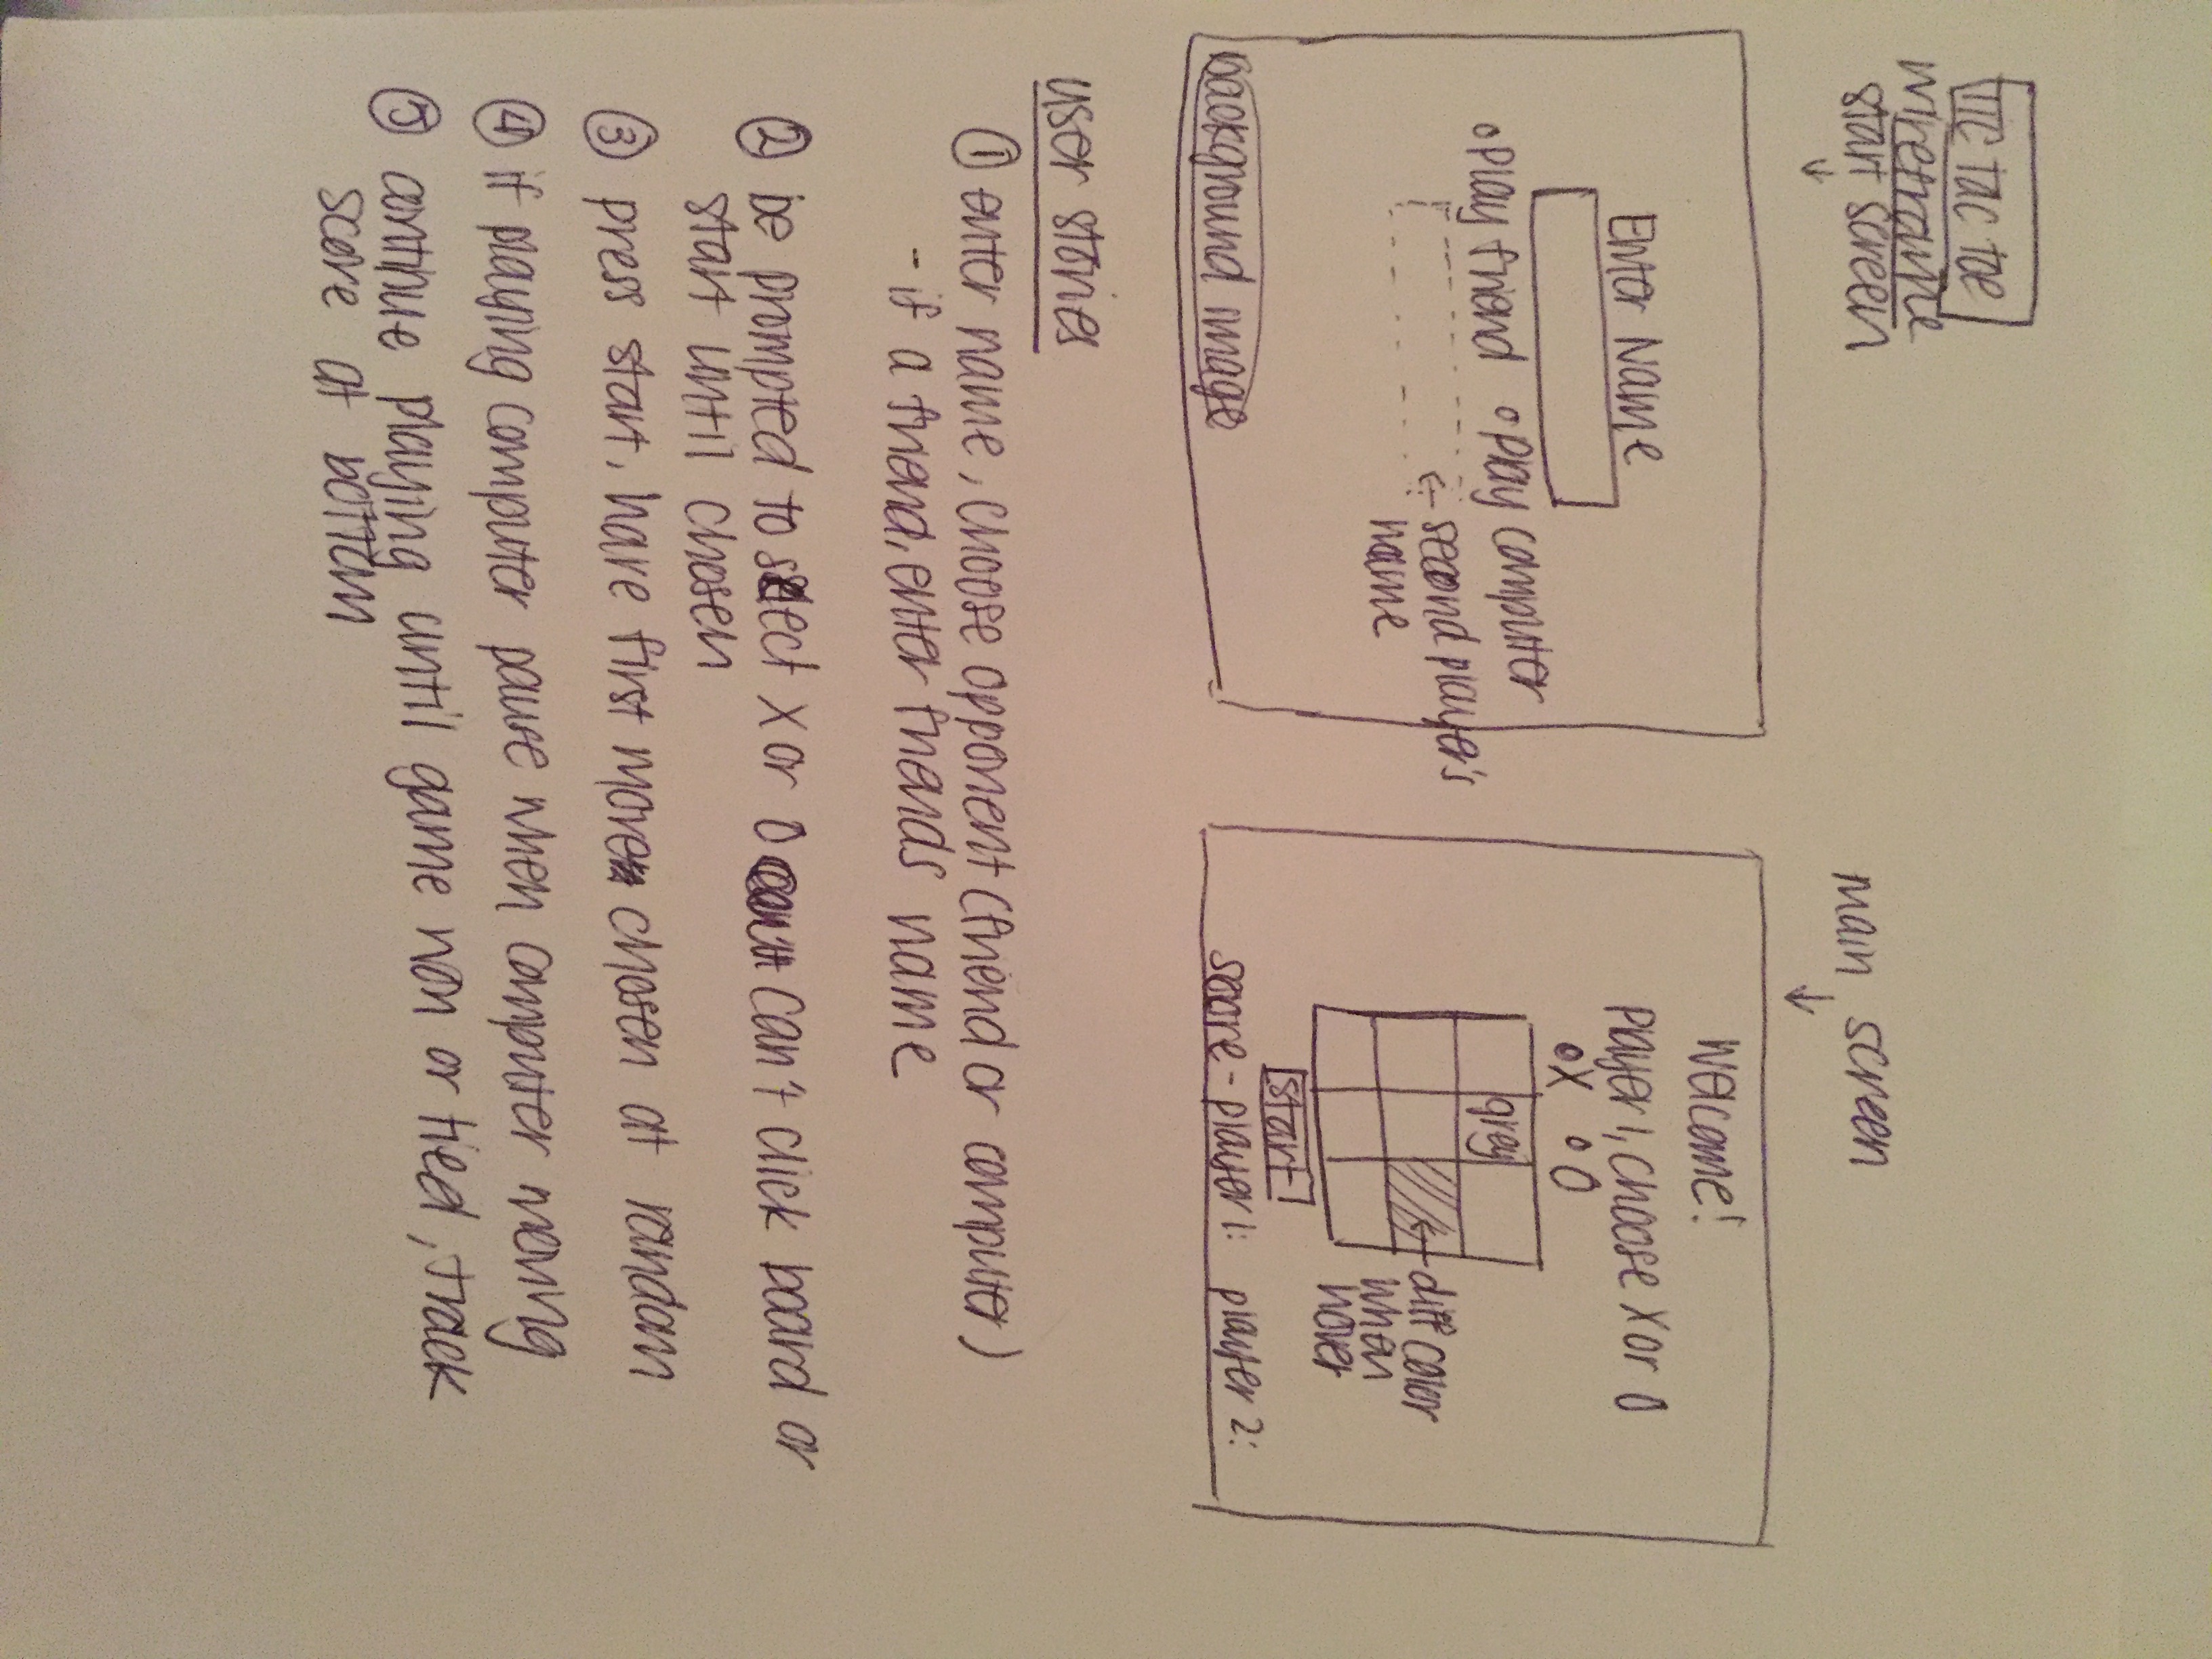 TIC TAC TOE
wireframe
start screen
Enter Name
play friend
play computer
second player's
name
background image
main screen
Welcome!
Player 1, choose X or O
X
O
grey
diff color
when
hover
Start!
score - player 1: player 2:
user stories
① enter name, choose opponent (friend or computer)
- if a friend, enter friends name
② be prompted to select X or O can't click board or
start until chosen
③ press start, have first move chosen at random
④ if playing computer pause when computer moving
⑤ continue playing until game won or tied, track
score at bottom